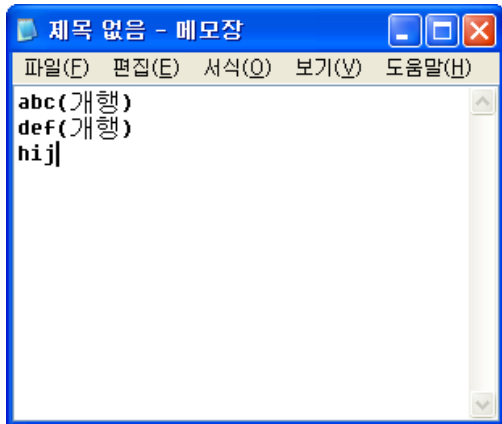 제목 없음 - 메모장
파일(F) 편집(E) 서식(O) 보기(V) 도움말(H)
abc(개행)
def(개행)
hij